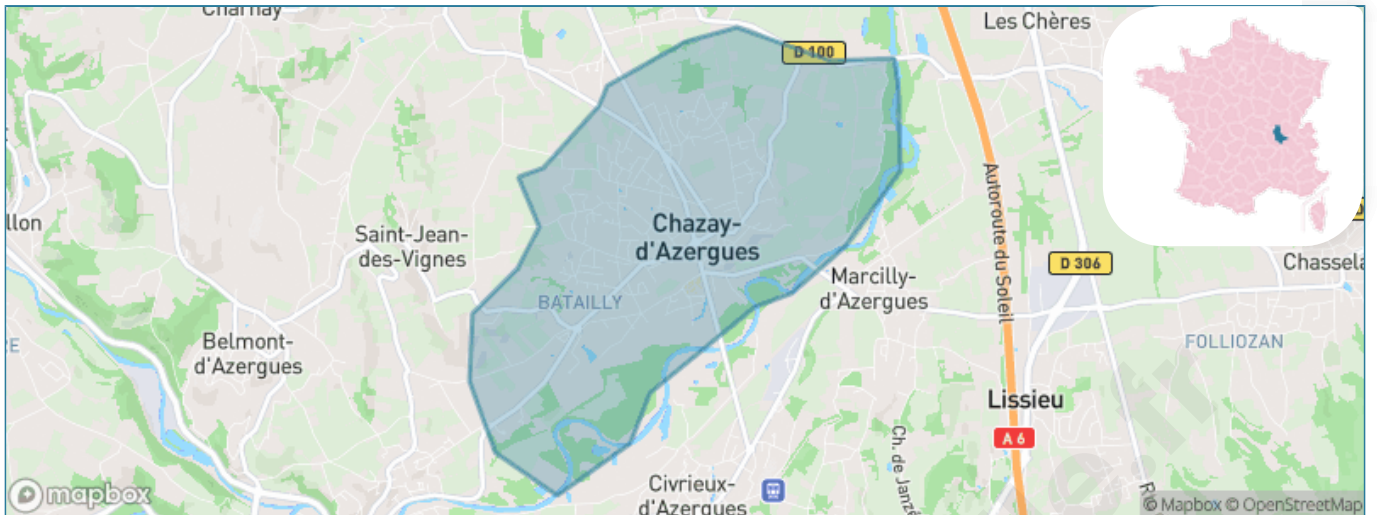 Charnay
Les Chères
D 100
llon
Chazay-
d'Azergues
Saint-Jean-
des-Vignes
Autoroute du Soleil
D 306
Chassela
Marcilly-
d'Azergues
BATAILLY
Belmont-
d'Azergues
RE
FOLLIOZAN
Lissieu
A 6
Ch. de Janzé
Civrieux-
d'Azergues
mapbox
© Mapbox © OpenStreetMap